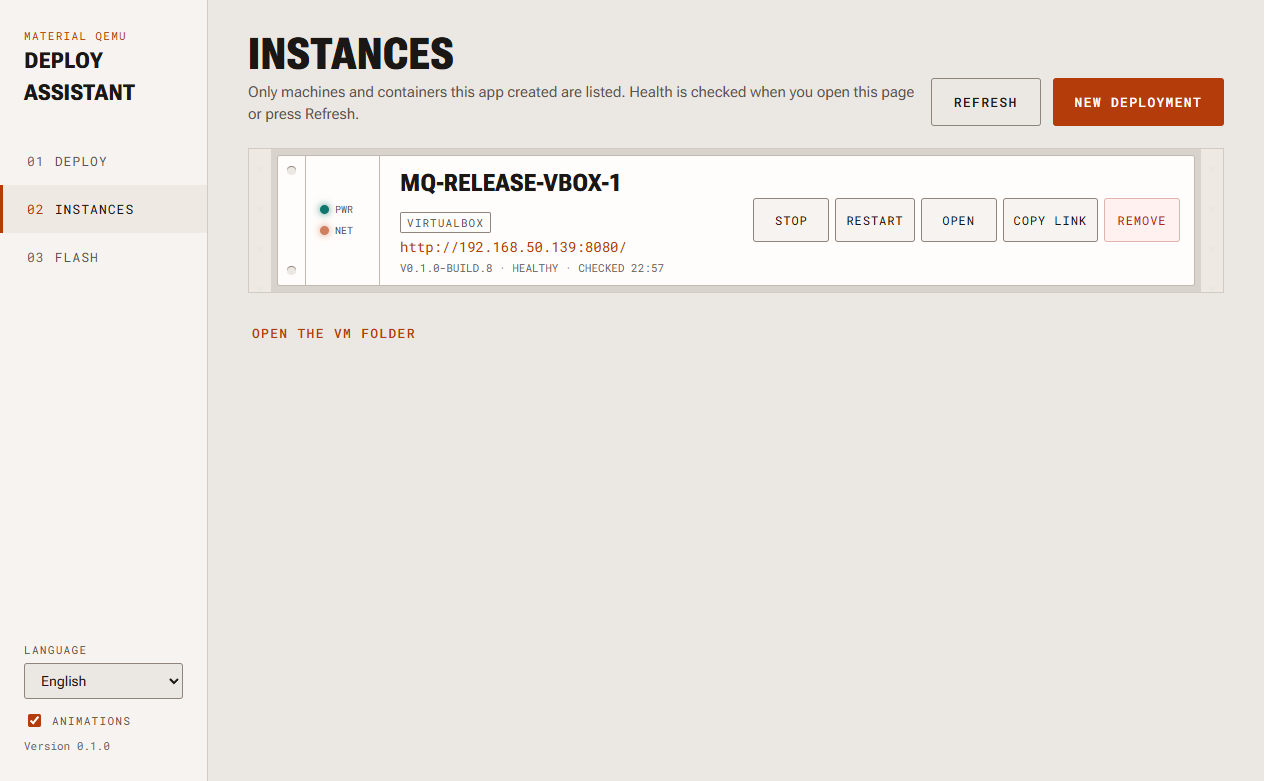 MATERIAL QEMU
DEPLOY
ASSISTANT
01 DEPLOY
02 INSTANCES
03 FLASH
LANGUAGE
English
ANIMATIONS
Version 0.1.0
INSTANCES
Only machines and containers this app created are listed. Health is checked when you open this page
or press Refresh.
REFRESH
NEW DEPLOYMENT
PWR
NET
MQ-RELEASE-VBOX-1
VIRTUALBOX
http://192.168.50.139:8080/
V0.1.0-BUILD.8 · HEALTHY · CHECKED 22:57
STOP
RESTART
OPEN
COPY LINK
REMOVE
OPEN THE VM FOLDER